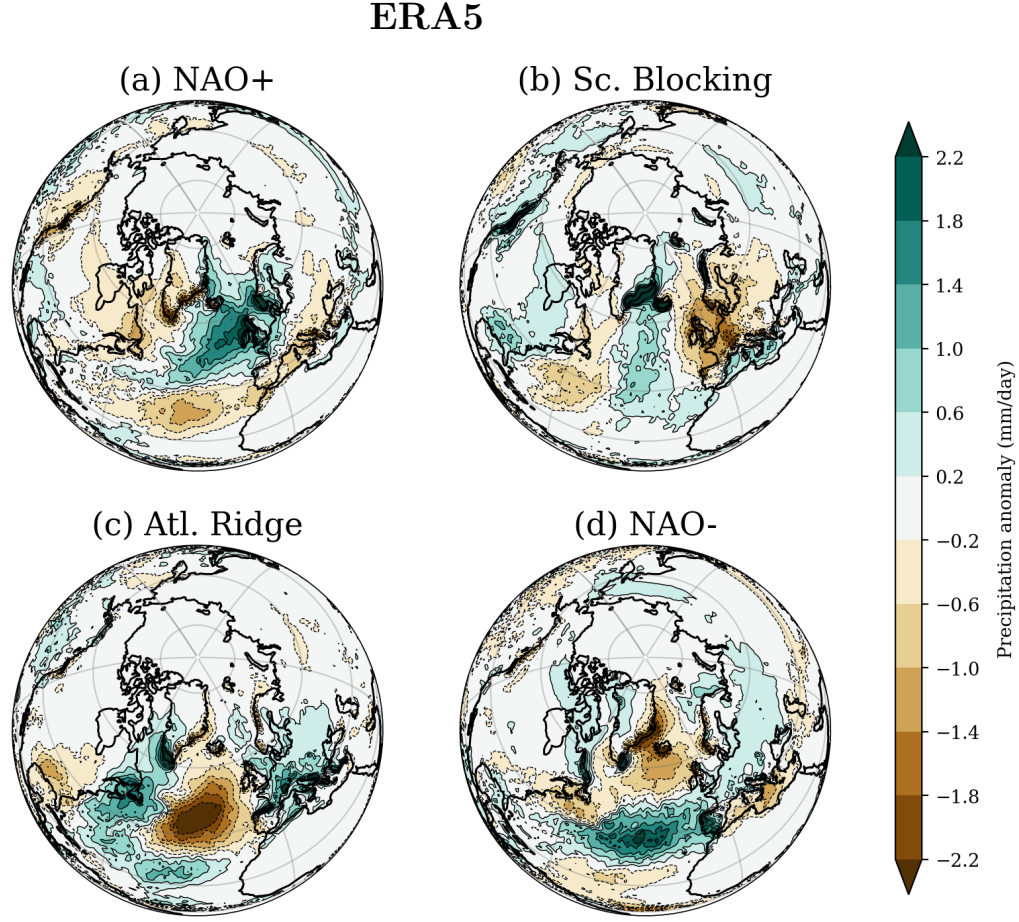 ERA5
(a) NAO+
(b) Sc. Blocking
(c) Atl. Ridge
(d) NAO-
2.2
1.8
1.4
1.0
0.6
0.2
−0.2
−0.6
−1.0
−1.4
−1.8
−2.2
Precipitation anomaly (mm/day)